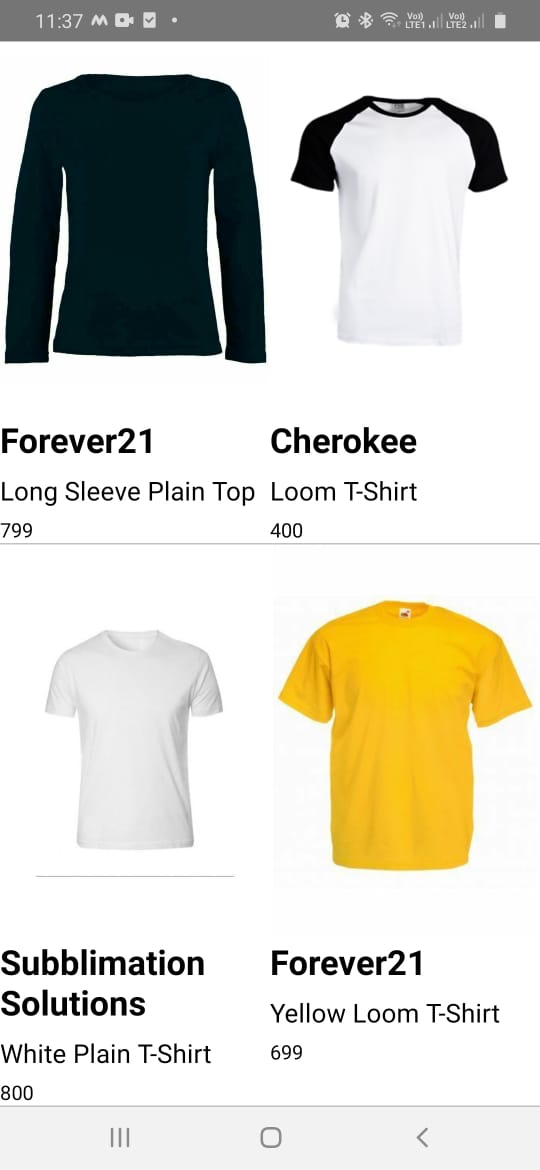 11:37
Vo)) LTE1 Vo)) LTE2
Forever21
Long Sleeve Plain Top
799
Cherokee
Loom T-Shirt
400
Subblimation
Solutions
White Plain T-Shirt
800
Forever21
Yellow Loom T-Shirt
699